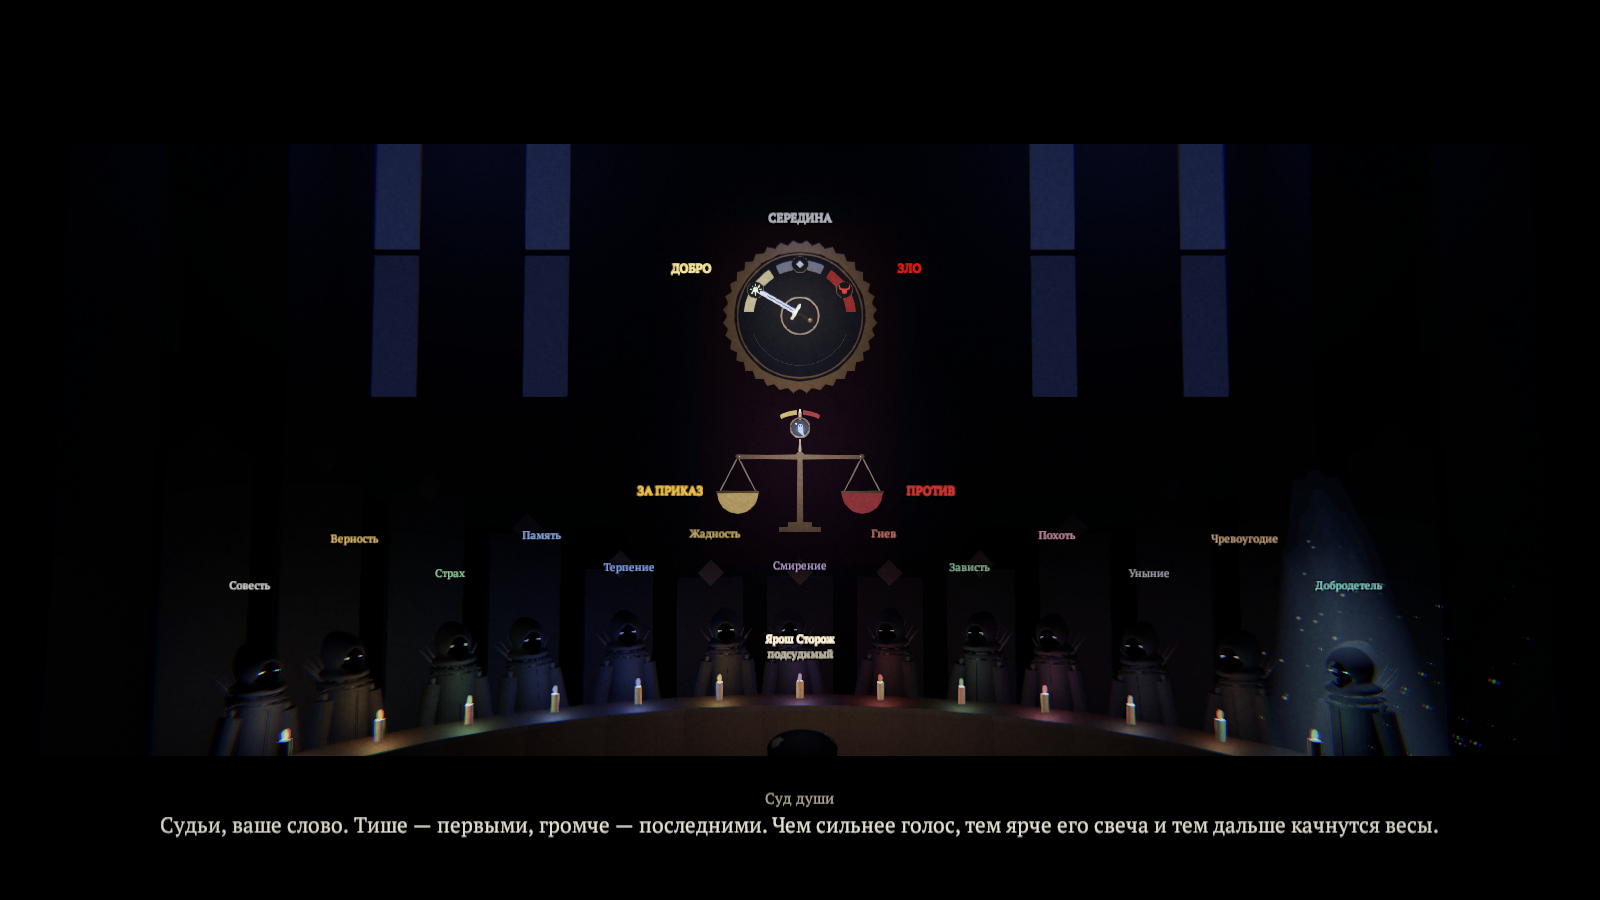 СЕРЕДИНА
ДОБРО
ЗЛО
ЗА ПРИКАЗ
ПРОТИВ
Жадность
Гнев
Верность
Память
Похоть
Чревоугодие
Страх
Терпение
Смирение
Зависть
Уныние
Совесть
Добродетель
Ярош Сторож
подсудимый
Суд души
Судьи, ваше слово. Тише — первыми, громче — последними. Чем сильнее голос, тем ярче его свеча и тем дальше качнутся весы.